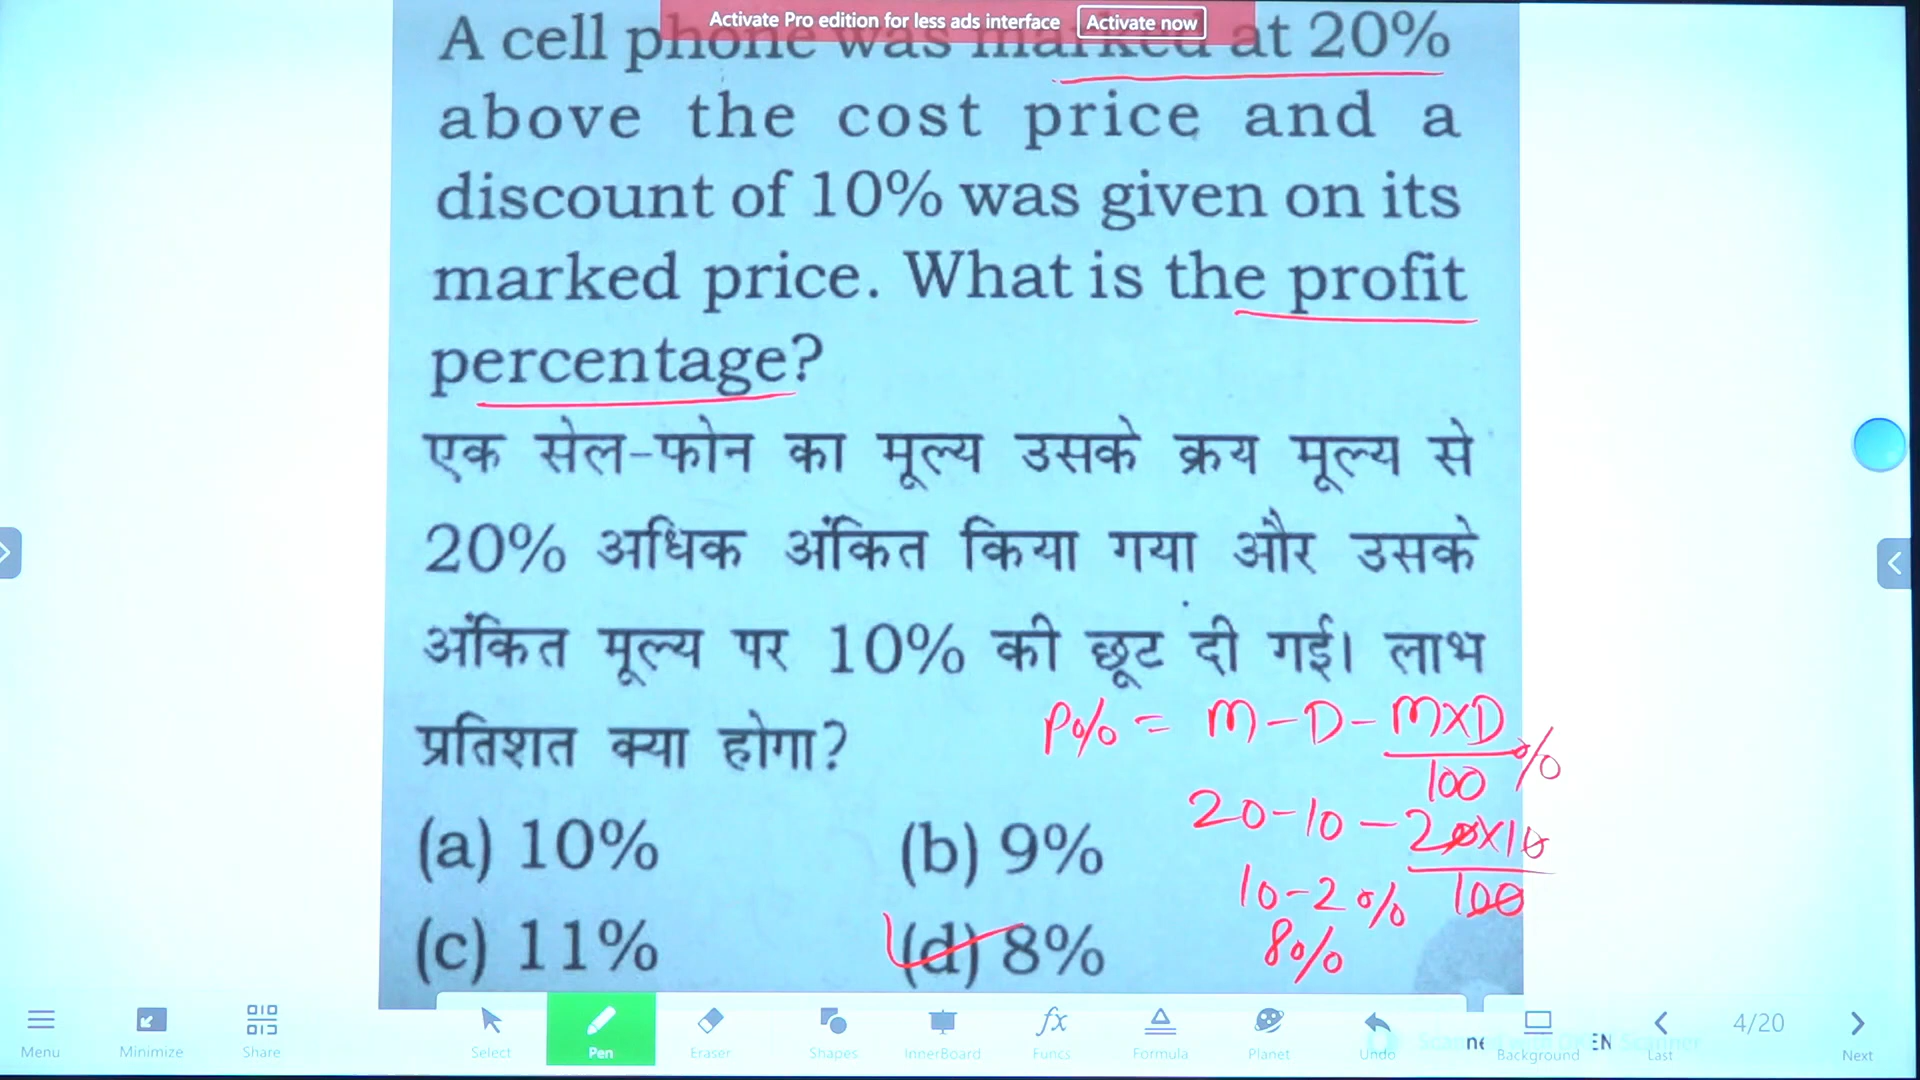 Activate Pro edition for less ads interface Activate now
A cell phone was marked at 20%
above the cost price and a
discount of 10% was given on its
marked price. What is the profit
percentage?
एक सेल-फोन का मूल्य उसके क्रय मूल्य से
20% अधिक अंकित किया गया और उसके
अंकित मूल्य पर 10% की छूट दी गई। लाभ
प्रतिशत क्या होगा?
P% = M - D - MXD/100 %
20-10-20X10/100
10-2%
8%
(a) 10% (b) 9%
(c) 11% (d) 8%
Menu Minimize Share Select Pen Eraser Shapes InnerBoard Funcs Formula Planet Undo Background EN Last 4/20 Next